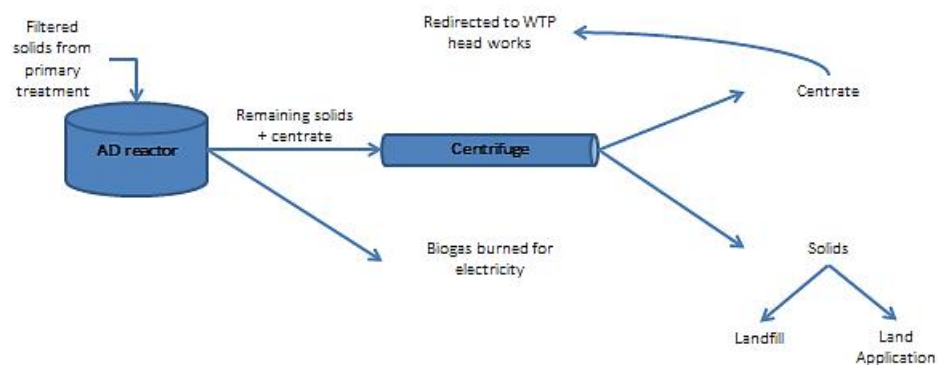 Filtered
solids from
primary
treatment
Redirected to WTP
head works
Centrate
Remaining solids
+ centrate
AD reactor
Centrifuge
Biogas burned for
electricity
Solids
Landfill
Land
Application